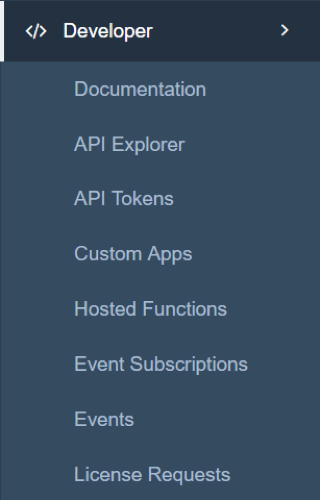 Developer
Documentation
API Explorer
API Tokens
Custom Apps
Hosted Functions
Event Subscriptions
Events
License Requests